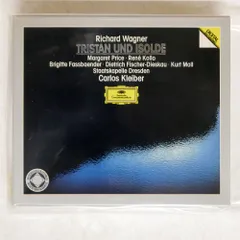 Richard Wagner
TRISTAN UND ISOLDE
Margaret Price · René Kollo
Brigitte Fassbaender · Dietrich Fischer-Dieskau · Kurt Moll
Staatskapelle Dresden
Carlos Kleiber
DIGITAL